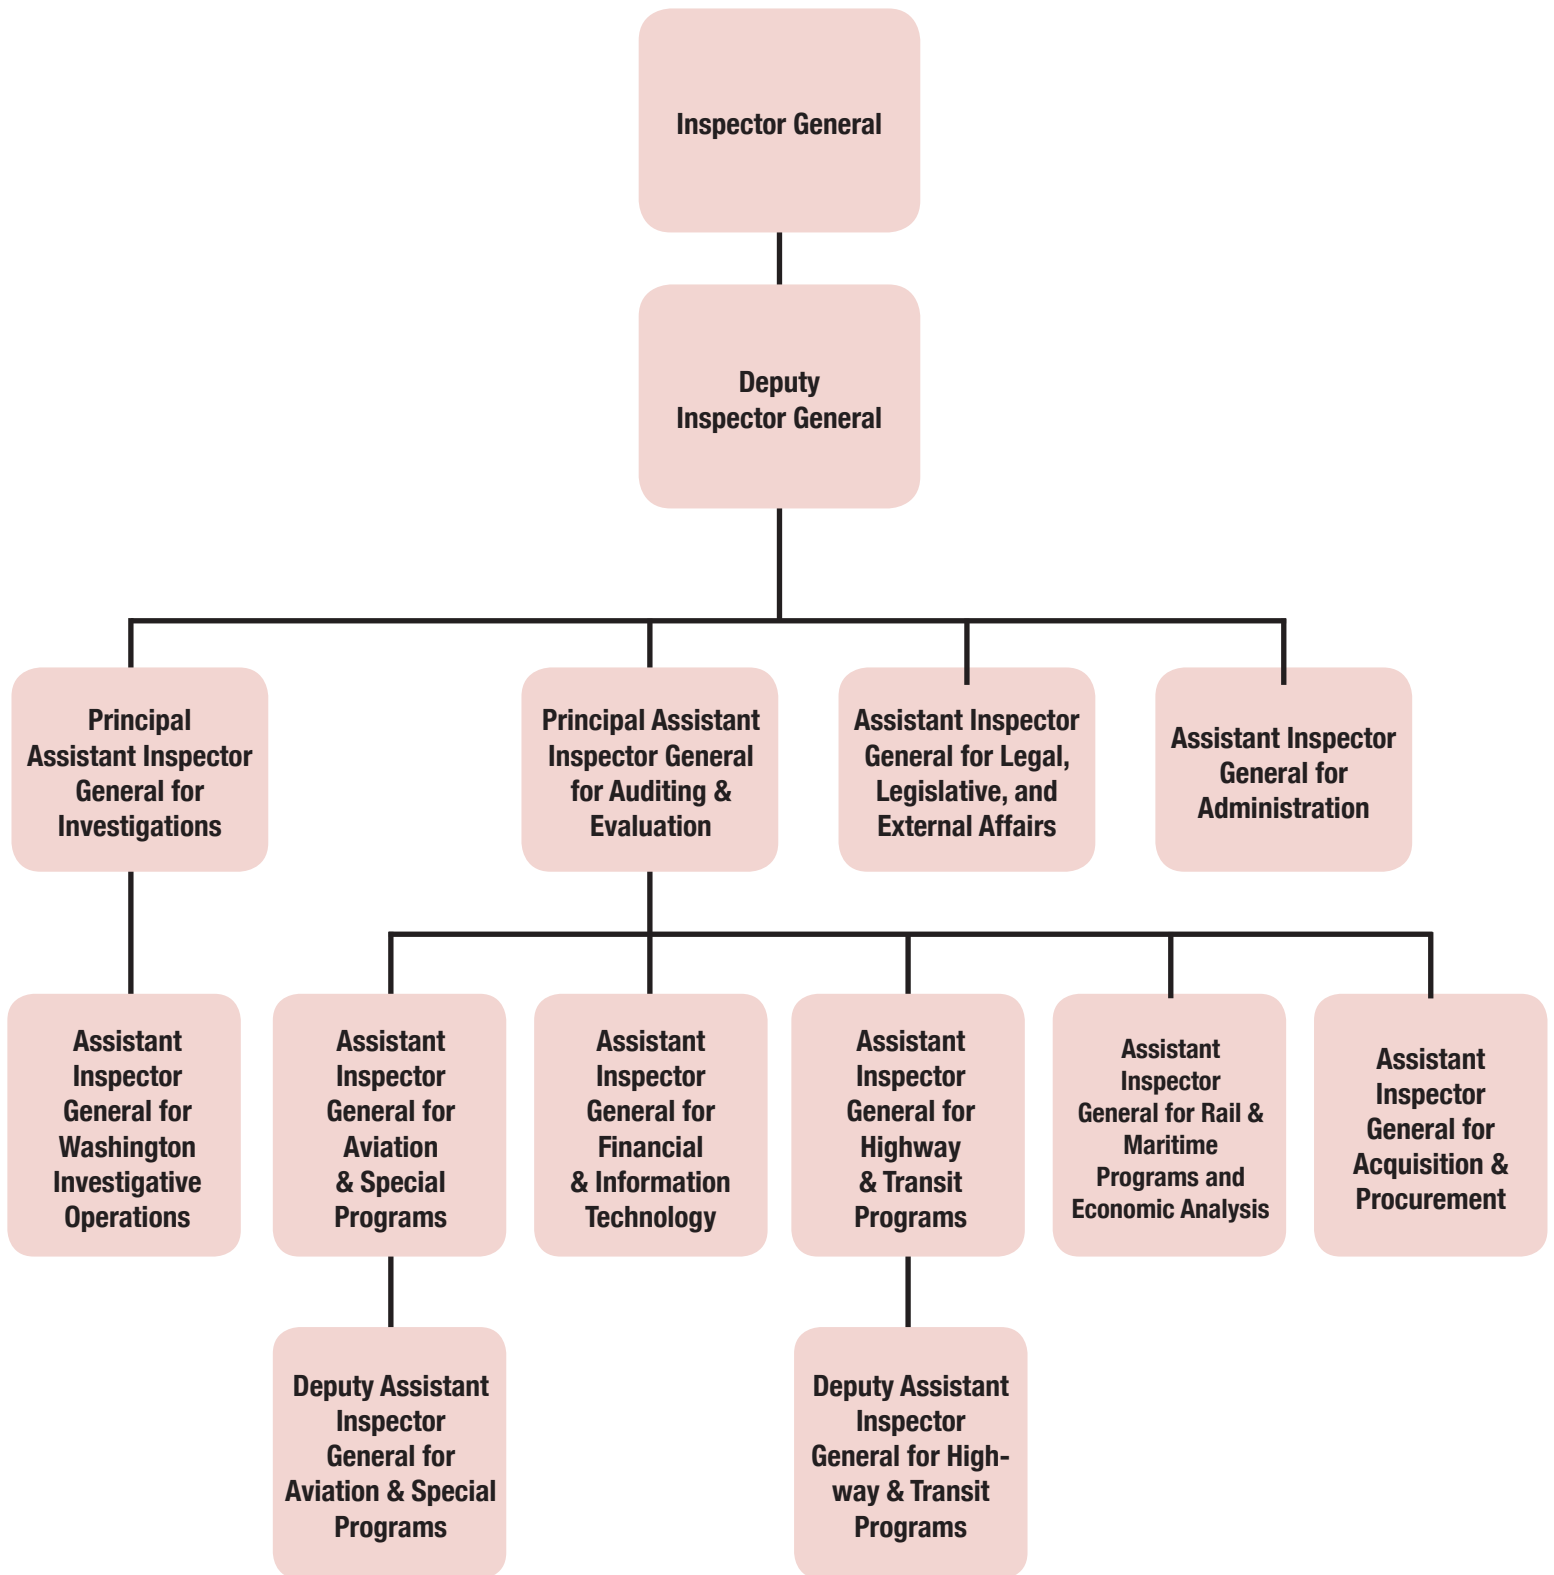 Inspector General
Deputy
Inspector General
Principal
Assistant Inspector
General for
Investigations
Principal Assistant
Inspector General
for Auditing &
Evaluation
Assistant Inspector
General for Legal,
Legislative, and
External Affairs
Assistant Inspector
General for
Administration
Assistant
Inspector
General for
Washington
Investigative
Operations
Assistant
Inspector
General for
Aviation
& Special
Programs
Assistant
Inspector
General for
Financial
& Information
Technology
Assistant
Inspector
General for
Highway
& Transit
Programs
Assistant
Inspector
General for Rail &
Maritime
Programs and
Economic Analysis
Assistant
Inspector
General for
Acquisition &
Procurement
Deputy Assistant
Inspector
General for
Aviation & Special
Programs
Deputy Assistant
Inspector
General for High-
way & Transit
Programs